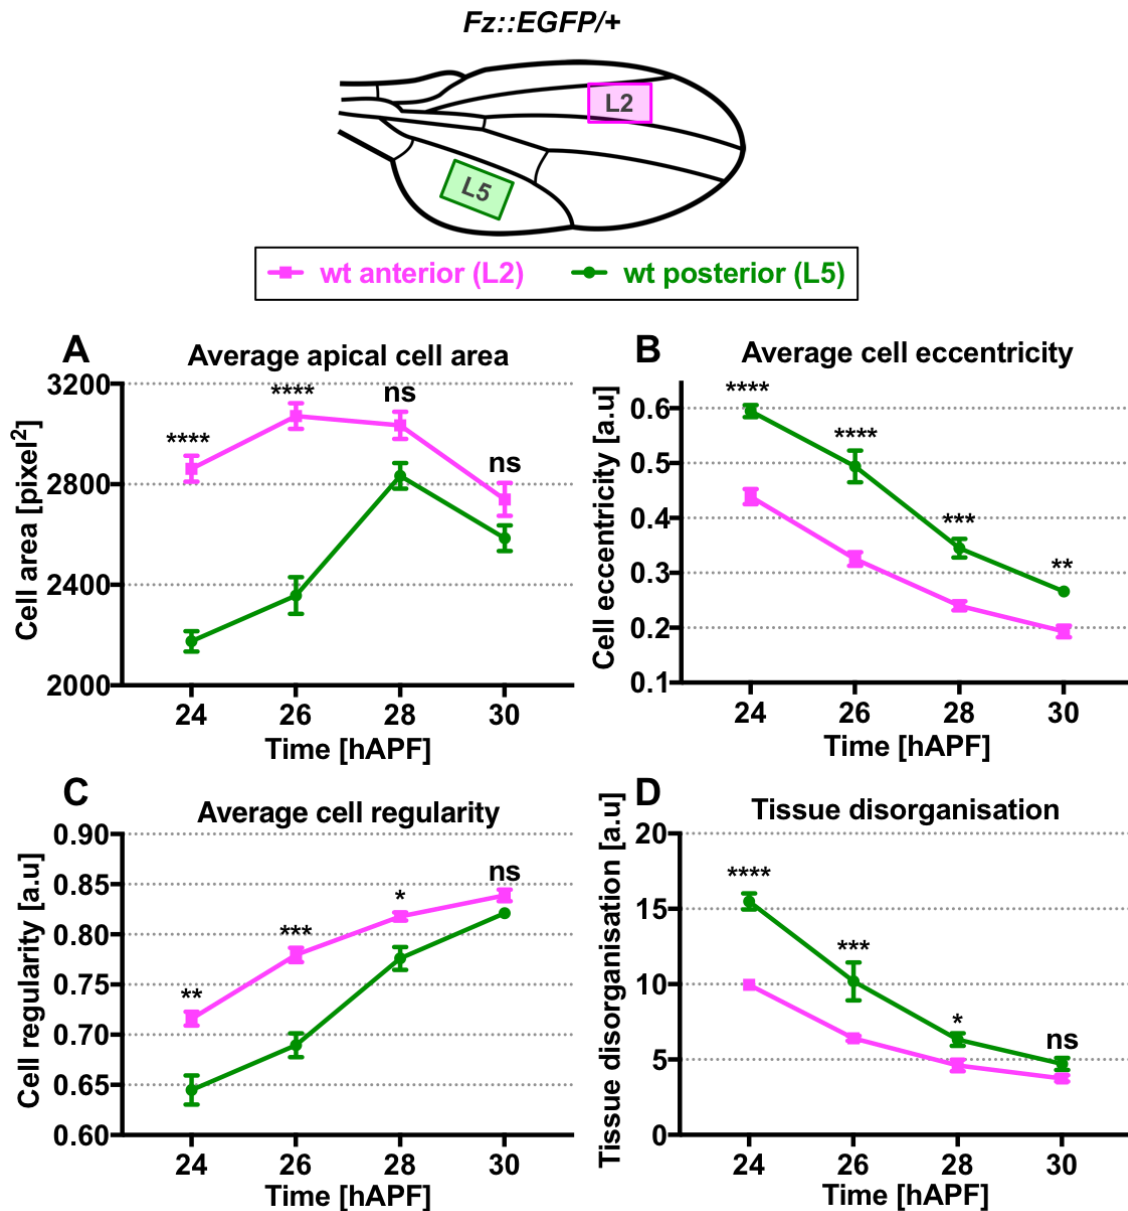 Fz::EGFP/+
L2
L5
wt anterior (L2) wt posterior (L5)
A
Average apical cell area
Cell area [pixel²]
3200
2800
2400
2000
****
****
ns
ns
24 26 28 30
Time [hAPF]
B
Average cell eccentricity
Cell eccentricity [a.u]
0.6
0.5
0.4
0.3
0.2
0.1
****
****
***
**
24 26 28 30
Time [hAPF]
C
Average cell regularity
Cell regularity [a.u]
0.90
0.85
0.80
0.75
0.70
0.65
0.60
**
***
*
ns
24 26 28 30
Time [hAPF]
D
Tissue disorganisation
Tissue disorganisation [a.u]
20
15
10
5
0
****
***
*
ns
24 26 28 30
Time [hAPF]